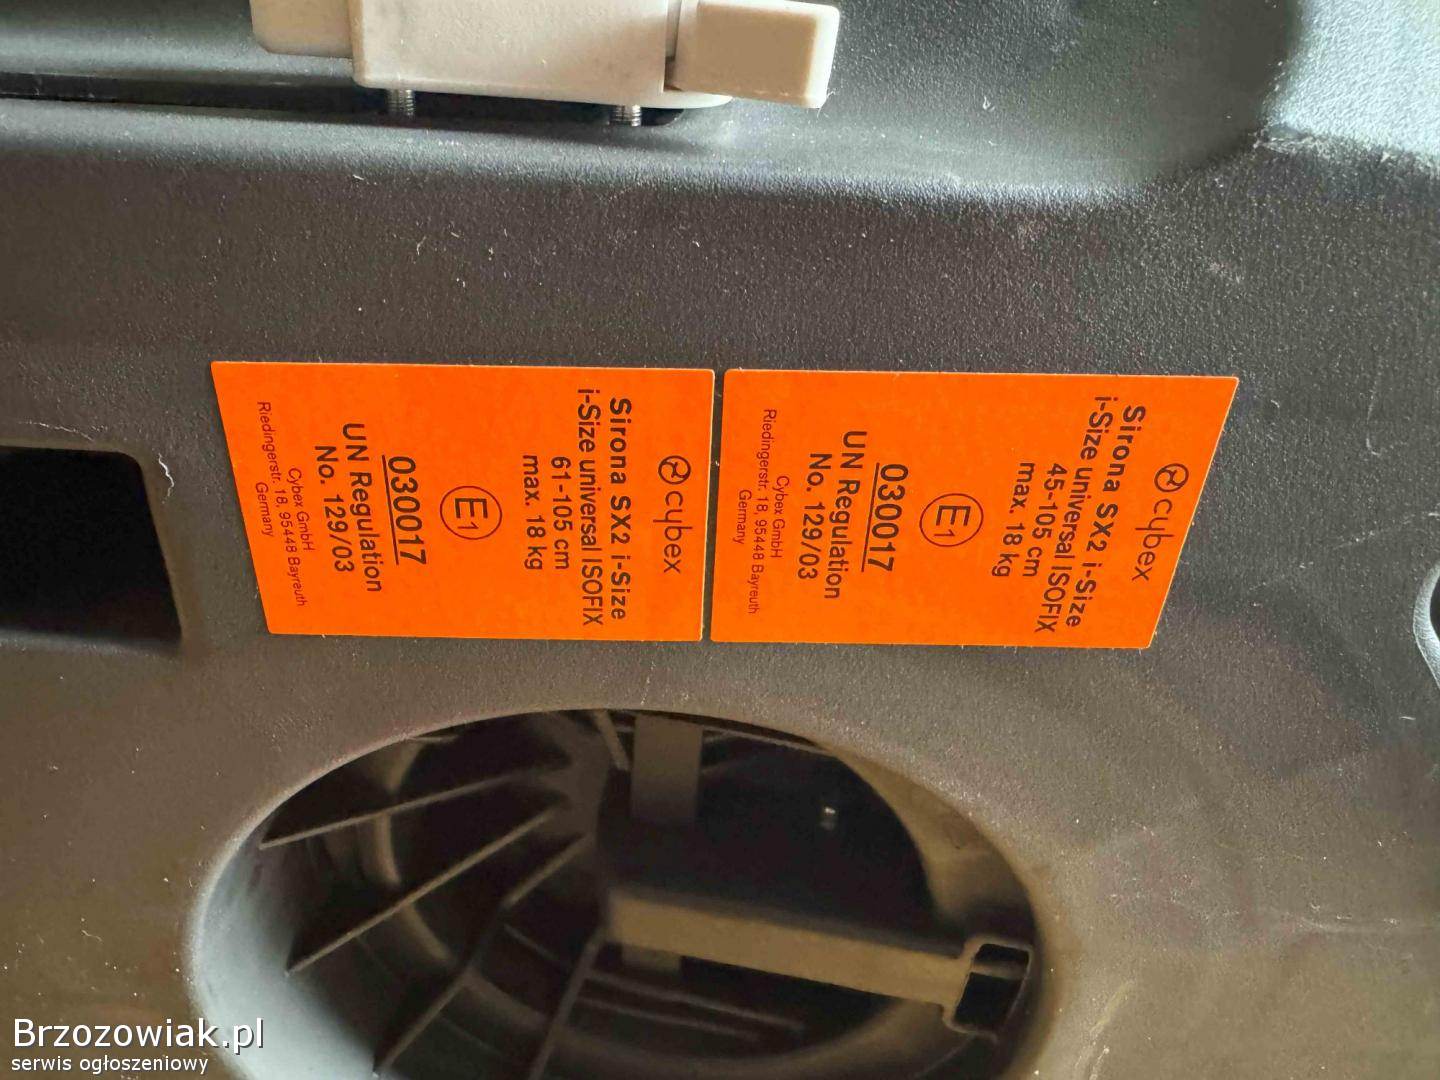 cybex
Sirona SX2 i-Size
i-Size universal ISOFIX
61-105 cm
max. 18 kg
E1
030017
UN Regulation
No. 129/03
Cybex GmbH
Riedingerstr. 18, 95448 Bayreuth
Germany
cybex
Sirona SX2 i-Size
i-Size universal ISOFIX
45-105 cm
max. 18 kg
E1
030017
UN Regulation
No. 129/03
Cybex GmbH
Riedingerstr. 18, 95448 Bayreuth
Germany
Brzozowiak.pl
serwis ogłoszeniowy